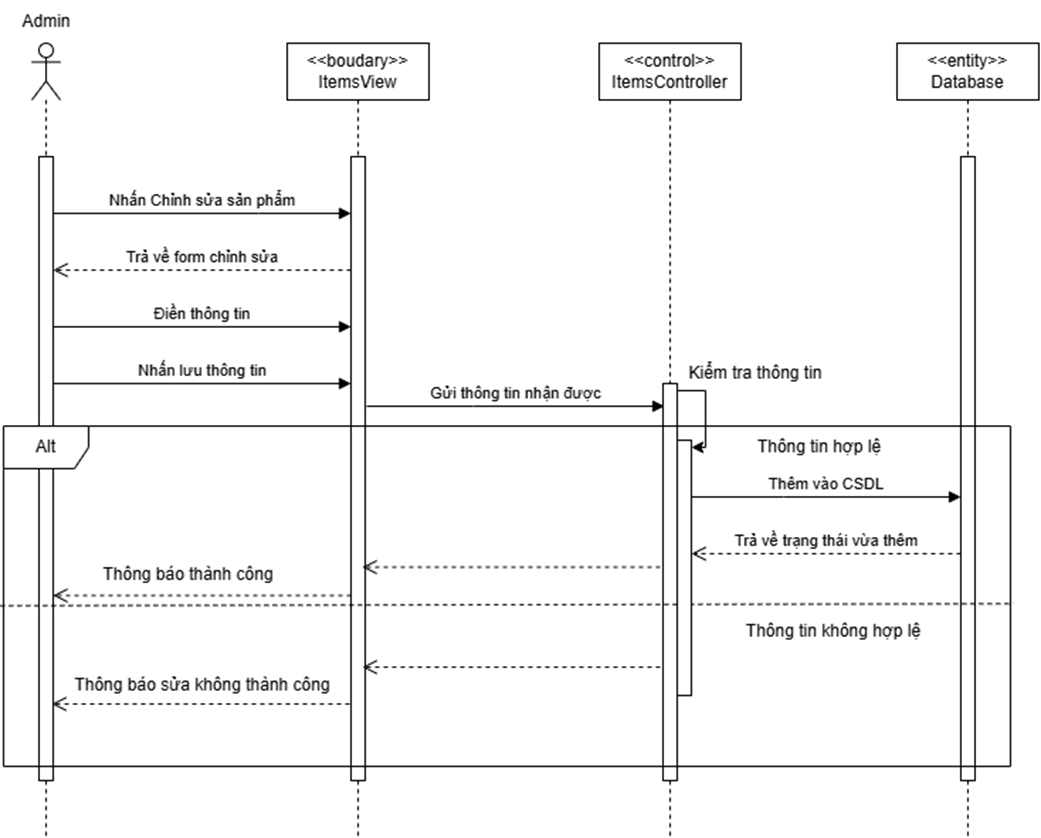 Admin
<<boudary>>
ItemsView
<<control>>
ItemsController
<<entity>>
Database
Nhấn Chỉnh sửa sản phẩm
Trả về form chỉnh sửa
Điền thông tin
Nhấn lưu thông tin
Kiểm tra thông tin
Gửi thông tin nhận được
Alt
Thông tin hợp lệ
Thêm vào CSDL
Trả về trạng thái vừa thêm
Thông báo thành công
Thông tin không hợp lệ
Thông báo sửa không thành công